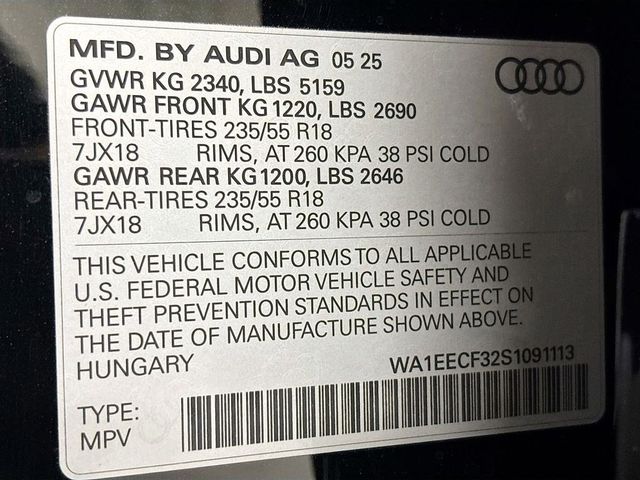 MFD. BY AUDI AG 05 25
GVWR KG 2340, LBS 5159
GAWR FRONT KG 1220, LBS 2690
FRONT-TIRES 235/55 R18
7JX18 RIMS, AT 260 KPA 38 PSI COLD
GAWR REAR KG 1200, LBS 2646
REAR-TIRES 235/55 R18
7JX18 RIMS, AT 260 KPA 38 PSI COLD
THIS VEHICLE CONFORMS TO ALL APPLICABLE
U.S. FEDERAL MOTOR VEHICLE SAFETY AND
THEFT PREVENTION STANDARDS IN EFFECT ON
THE DATE OF MANUFACTURE SHOWN ABOVE.
HUNGARY WA1EECF32S1091113
TYPE:
MPV